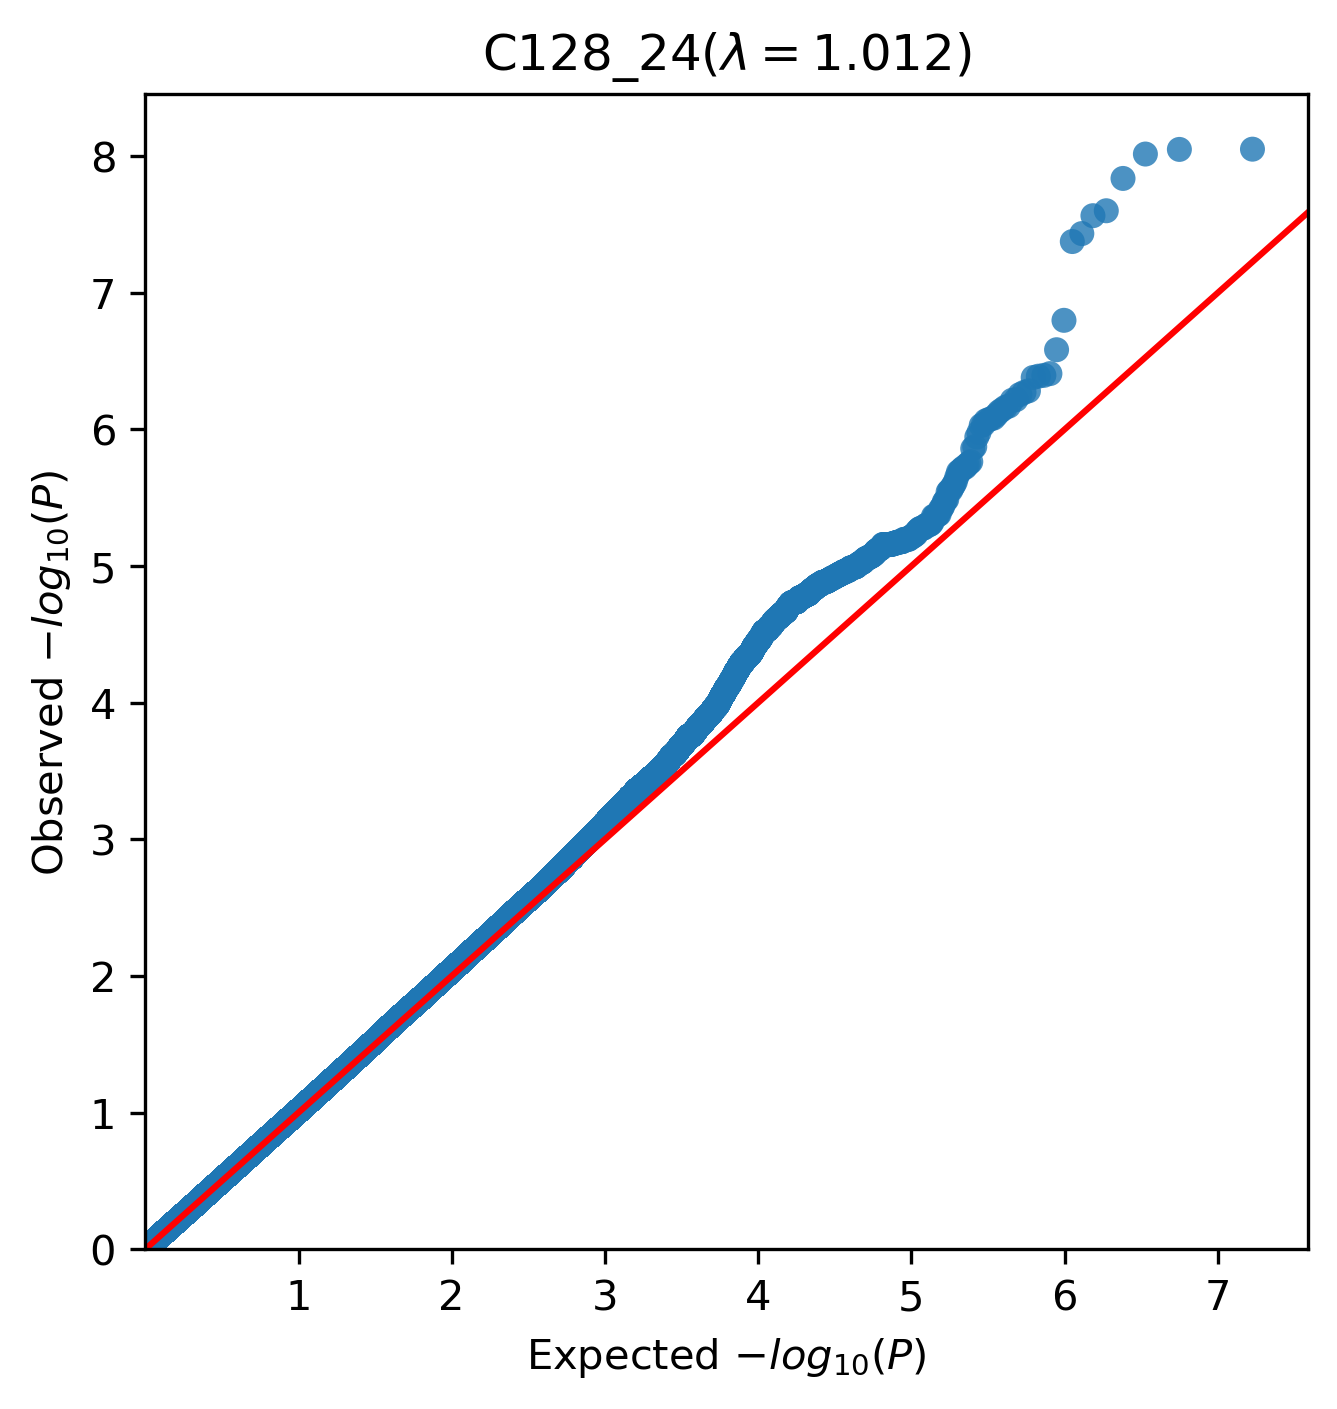 C128_24(λ = 1.012)
Observed −log10(P)
8
7
6
5
4
3
2
1
0
1 2 3 4 5 6 7
Expected −log10(P)